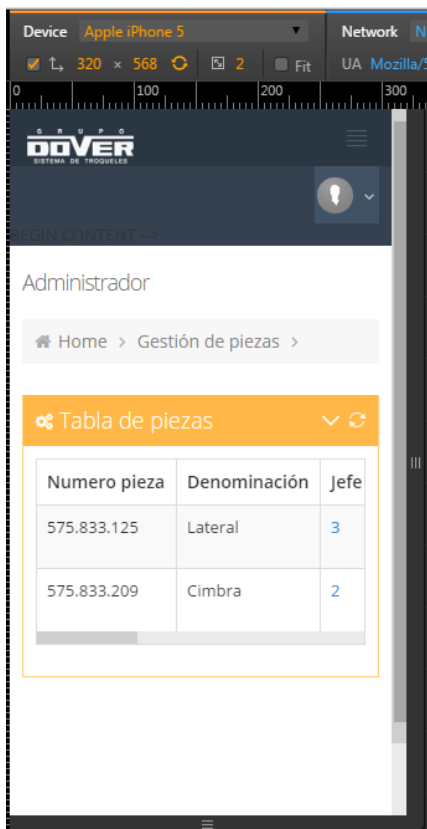 Device Apple iPhone 5 Network N
320 × 568 2 Fit UA Mozilla/5
0 100 200 300
GRUPO
DOVER
SISTEMA DE TROQUELES
BEGIN CONTENT -->
Administrador
Home > Gestión de piezas >
Tabla de piezas
Numero pieza Denominación Jefe
575.833.125 Lateral 3
575.833.209 Cimbra 2